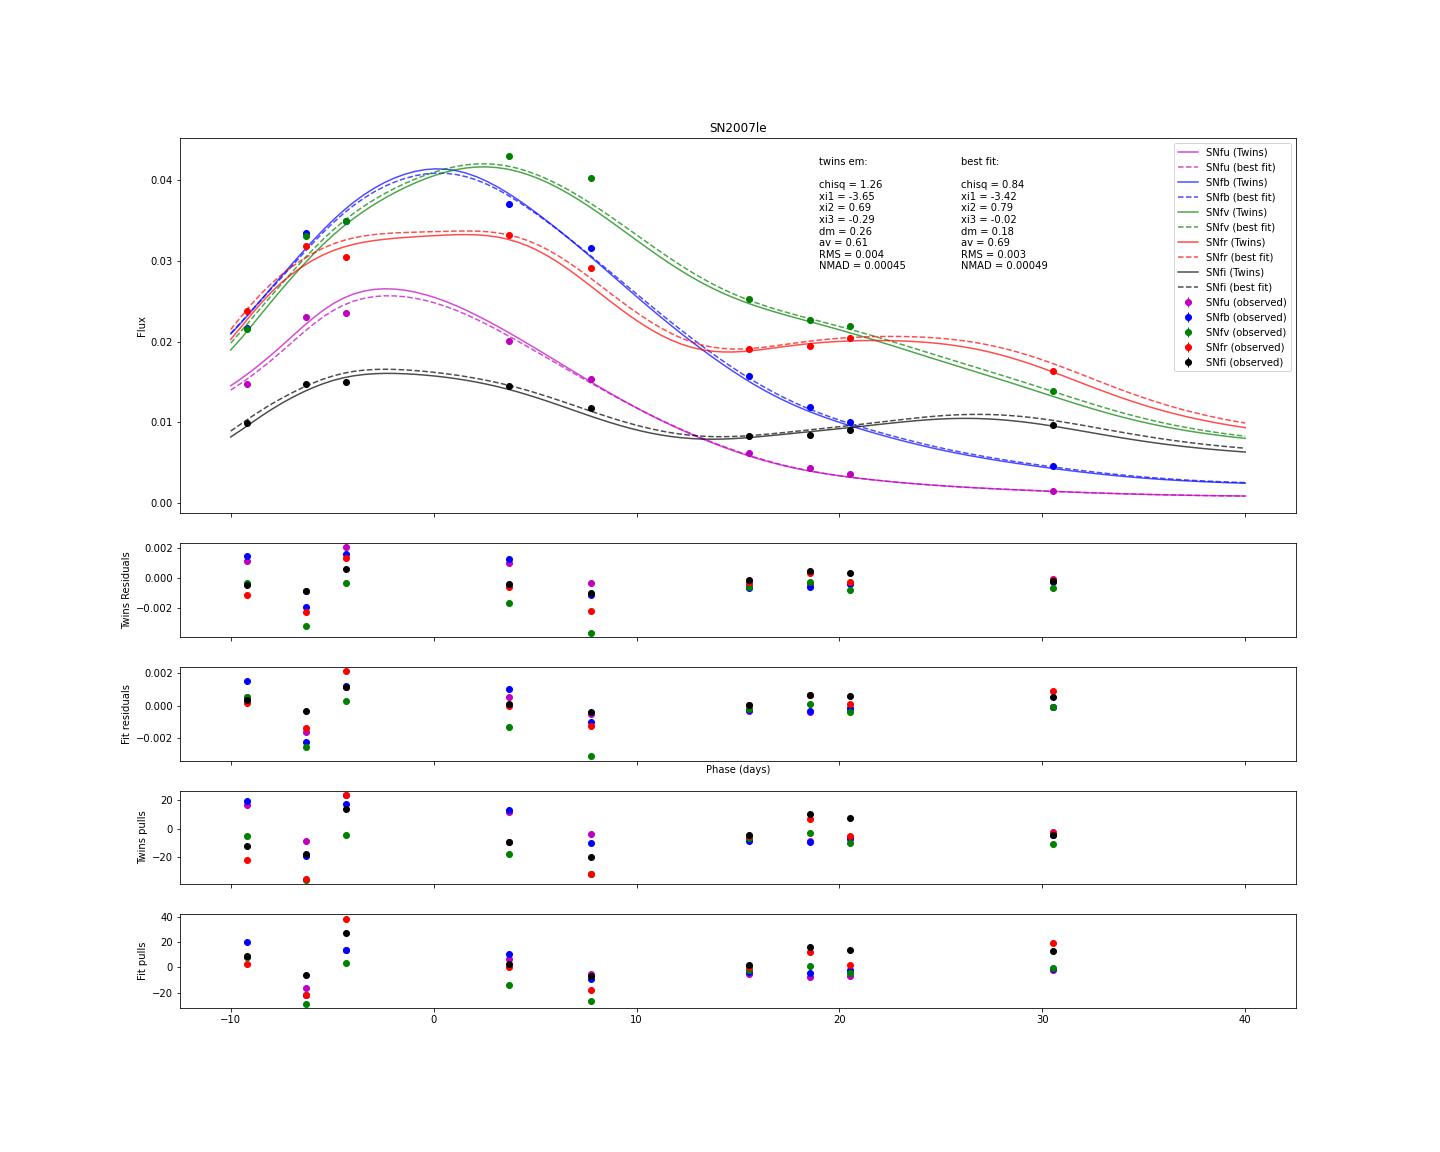 SN2007le
Flux
0.04
0.03
0.02
0.01
0.00
twins em:
chisq = 1.26
xi1 = -3.65
xi2 = 0.69
xi3 = -0.29
dm = 0.26
av = 0.61
RMS = 0.004
NMAD = 0.00045
best fit:
chisq = 0.84
xi1 = -3.42
xi2 = 0.79
xi3 = -0.02
dm = 0.18
av = 0.69
RMS = 0.003
NMAD = 0.00049
SNfu (Twins)
SNfu (best fit)
SNfb (Twins)
SNfb (best fit)
SNfv (Twins)
SNfv (best fit)
SNfr (Twins)
SNfr (best fit)
SNfi (Twins)
SNfi (best fit)
SNfu (observed)
SNfb (observed)
SNfv (observed)
SNfr (observed)
SNfi (observed)
Twins Residuals
0.002
0.000
−0.002
Fit residuals
0.002
0.000
−0.002
Phase (days)
Twins pulls
20
0
−20
Fit pulls
40
20
0
−20
−10 0 10 20 30 40